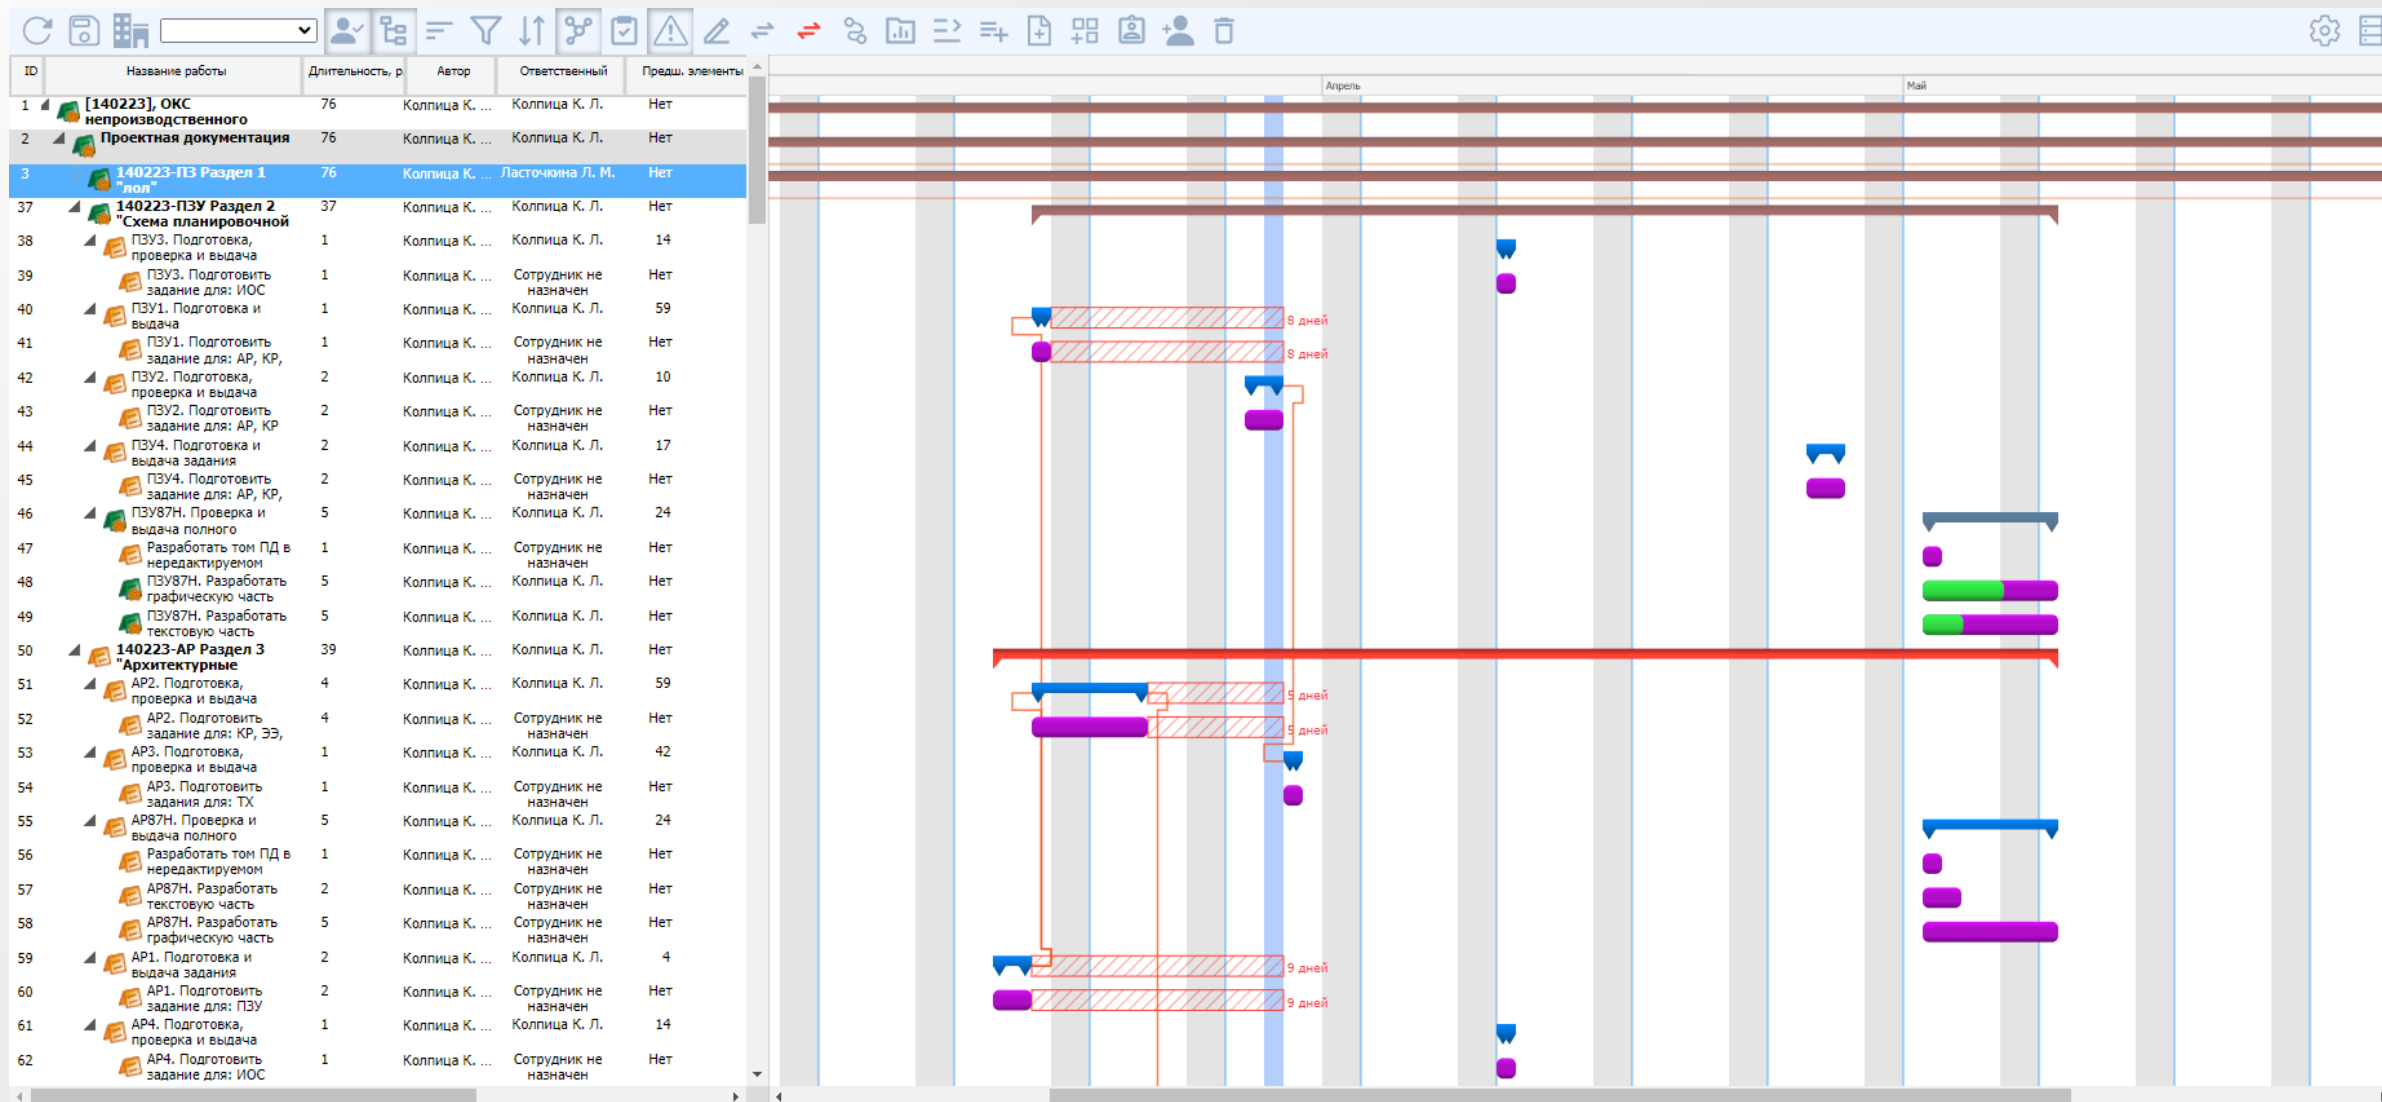 ID Название работы Длительность, р Автор Ответственный Предш. элементы
Апрель Май
1 [140223], ОКС непроизводственного 76 Колпица К. ... Колпица К. Л. Нет
2 Проектная документация 76 Колпица К. ... Колпица К. Л. Нет
3 140223-ПЗ Раздел 1 "лол" 76 Колпица К. ... Ласточкина Л. М. Нет
37 140223-ПЗУ Раздел 2 "Схема планировочной 37 Колпица К. ... Колпица К. Л. Нет
38 ПЗУ3. Подготовка, проверка и выдача 1 Колпица К. ... Колпица К. Л. 14
39 ПЗУ3. Подготовить задание для: ИОС 1 Колпица К. ... Сотрудник не назначен Нет
40 ПЗУ1. Подготовка и выдача 1 Колпица К. ... Колпица К. Л. 59 8 дней
41 ПЗУ1. Подготовить задание для: АР, КР, 1 Колпица К. ... Сотрудник не назначен Нет 8 дней
42 ПЗУ2. Подготовка, проверка и выдача 2 Колпица К. ... Колпица К. Л. 10
43 ПЗУ2. Подготовить задание для: АР, КР 2 Колпица К. ... Сотрудник не назначен Нет
44 ПЗУ4. Подготовка и выдача задания 2 Колпица К. ... Колпица К. Л. 17
45 ПЗУ4. Подготовить задание для: АР, КР, 2 Колпица К. ... Сотрудник не назначен Нет
46 ПЗУ87Н. Проверка и выдача полного 5 Колпица К. ... Колпица К. Л. 24
47 Разработать том ПД в нередактируемом 1 Колпица К. ... Сотрудник не назначен Нет
48 ПЗУ87Н. Разработать графическую часть 5 Колпица К. ... Колпица К. Л. Нет
49 ПЗУ87Н. Разработать текстовую часть 5 Колпица К. ... Колпица К. Л. Нет
50 140223-АР Раздел 3 "Архитектурные 39 Колпица К. ... Колпица К. Л. Нет
51 АР2. Подготовка, проверка и выдача 4 Колпица К. ... Колпица К. Л. 59 5 дней
52 АР2. Подготовить задание для: КР, ЭЭ, 4 Колпица К. ... Сотрудник не назначен Нет 5 дней
53 АР3. Подготовка, проверка и выдача 1 Колпица К. ... Колпица К. Л. 42
54 АР3. Подготовить задания для: ТХ 1 Колпица К. ... Сотрудник не назначен Нет
55 АР87Н. Проверка и выдача полного 5 Колпица К. ... Колпица К. Л. 24
56 Разработать том ПД в нередактируемом 1 Колпица К. ... Сотрудник не назначен Нет
57 АР87Н. Разработать текстовую часть 2 Колпица К. ... Сотрудник не назначен Нет
58 АР87Н. Разработать графическую часть 5 Колпица К. ... Сотрудник не назначен Нет
59 АР1. Подготовка и выдача задания 2 Колпица К. ... Колпица К. Л. 4 9 дней
60 АР1. Подготовить задание для: ПЗУ 2 Колпица К. ... Сотрудник не назначен Нет 9 дней
61 АР4. Подготовка, проверка и выдача 1 Колпица К. ... Колпица К. Л. 14
62 АР4. Подготовить задание для: ИОС 1 Колпица К. ... Сотрудник не назначен Нет